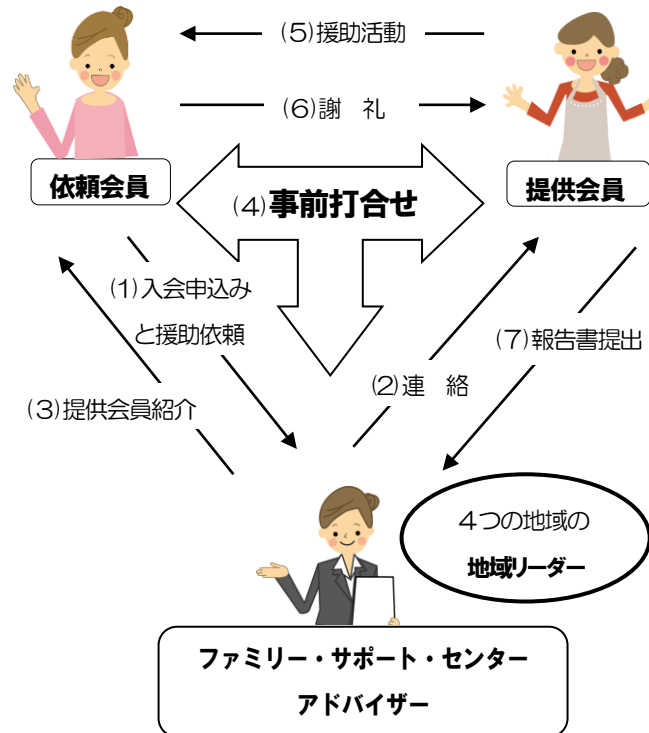 (5)援助活動
(6)謝　礼
依頼会員
(4)事前打合せ
提供会員
(1)入会申込み
と援助依頼
(7)報告書提出
(2)連　絡
(3)提供会員紹介
４つの地域の
地域リーダー
ファミリー・サポート・センター
アドバイザー